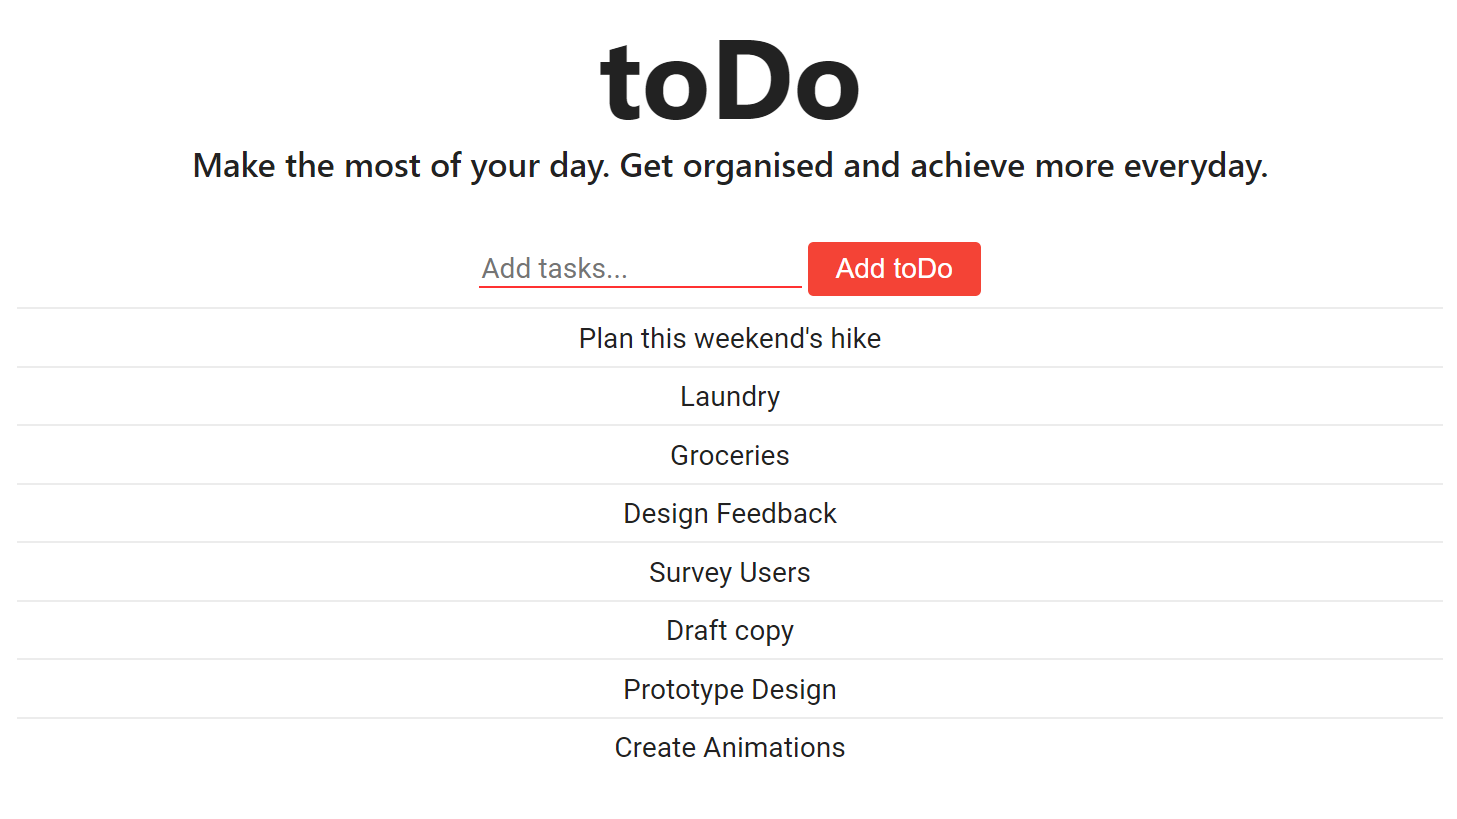 toDo
Make the most of your day. Get organised and achieve more everyday.
Add tasks... Add toDo
Plan this weekend's hike
Laundry
Groceries
Design Feedback
Survey Users
Draft copy
Prototype Design
Create Animations